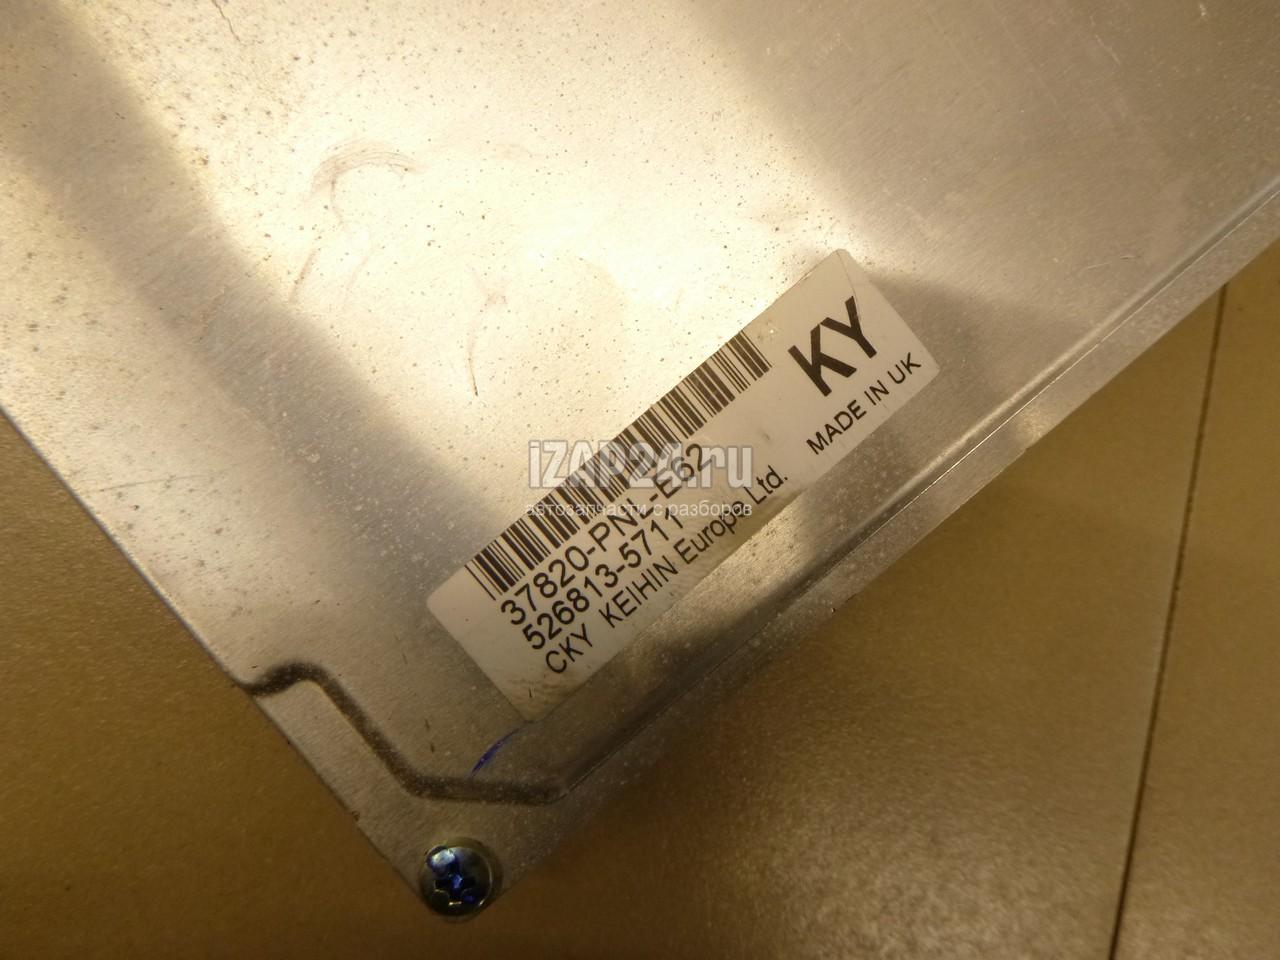 KY
MADE IN UK
37820-PNL-E62
526813-5711
CKY KEIHIN Europe Ltd.
iZAP24.ru
автозапчасти с разборов